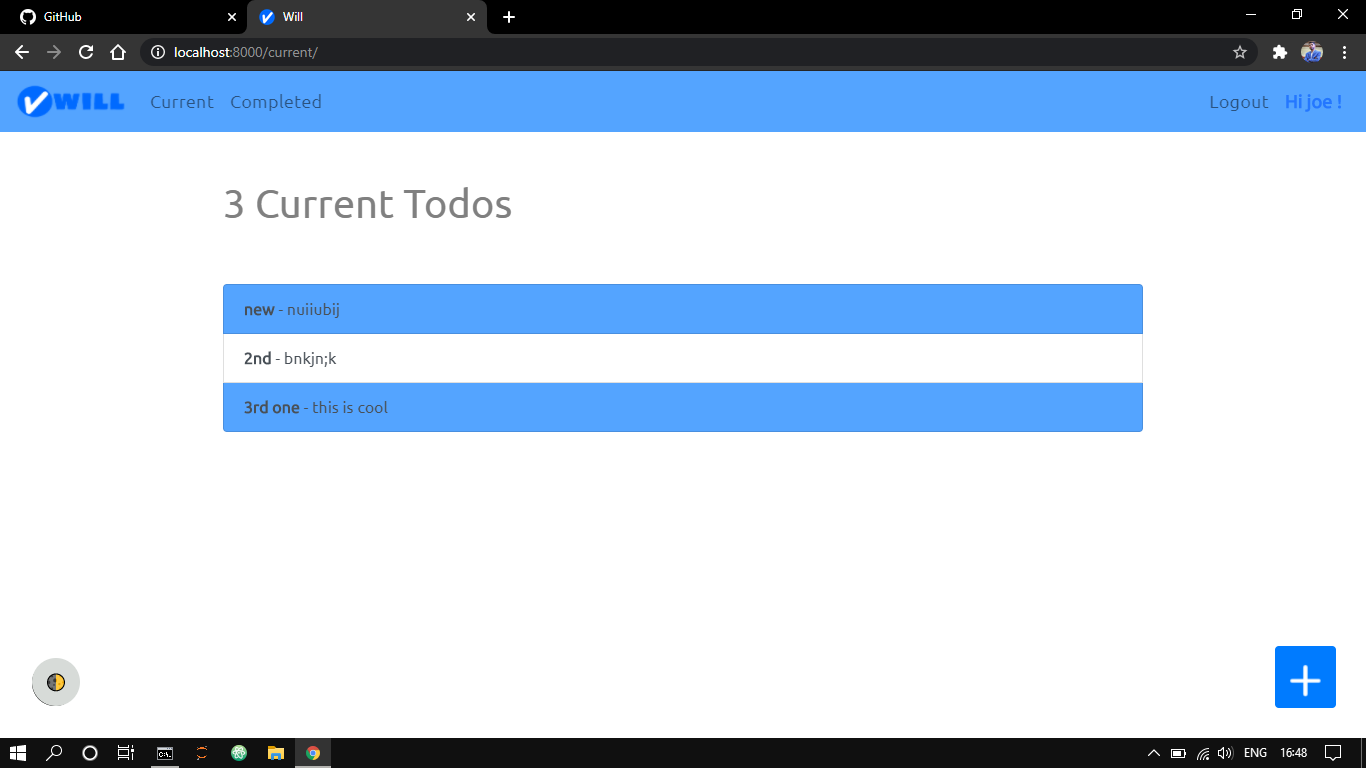 GitHub
Will
localhost:8000/current/
WILL Current Completed Logout Hi joe !
3 Current Todos
new - nuiiubij
2nd - bnkjn;k
3rd one - this is cool
C:\. ENG 16:48